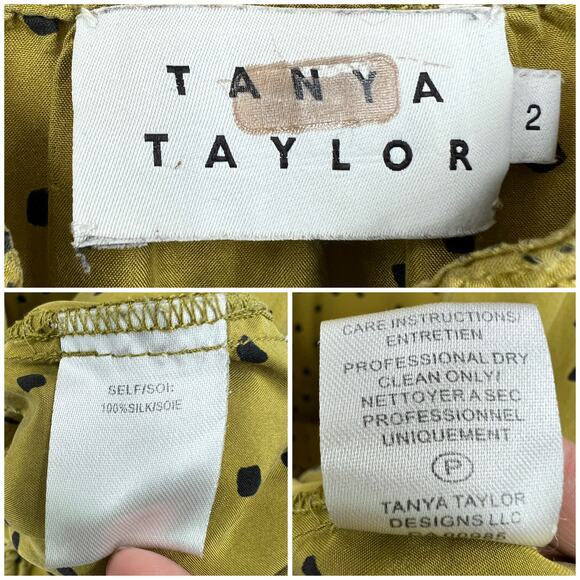 TANYA
TAYLOR
2
SELF/SOI:
100%SILK/SOIE
CARE INSTRUCTIONS/
ENTRETIEN
PROFESSIONAL DRY
CLEAN ONLY/
NETTOYER A SEC
PROFESSIONNEL
UNIQUEMENT
P
TANYA TAYLOR
DESIGNS LLC